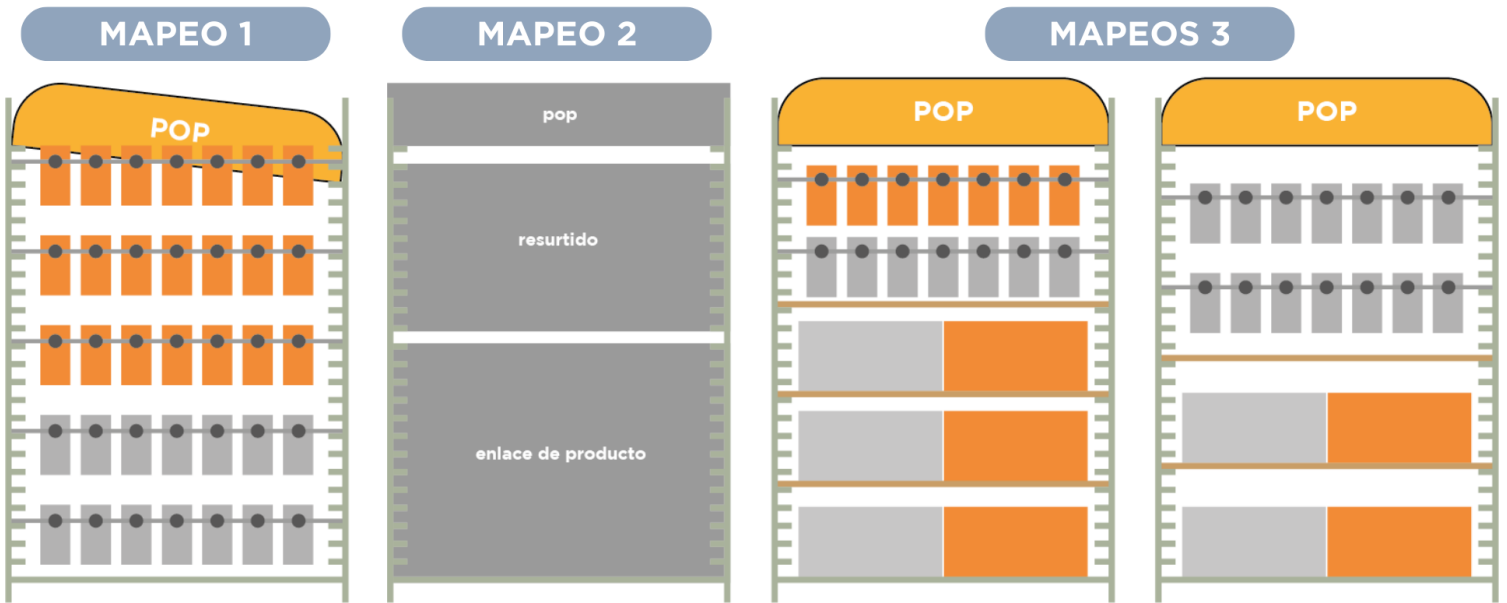 MAPEO 1
MAPEO 2
MAPEOS 3
POP
pop
resurtido
enlace de producto
POP
POP